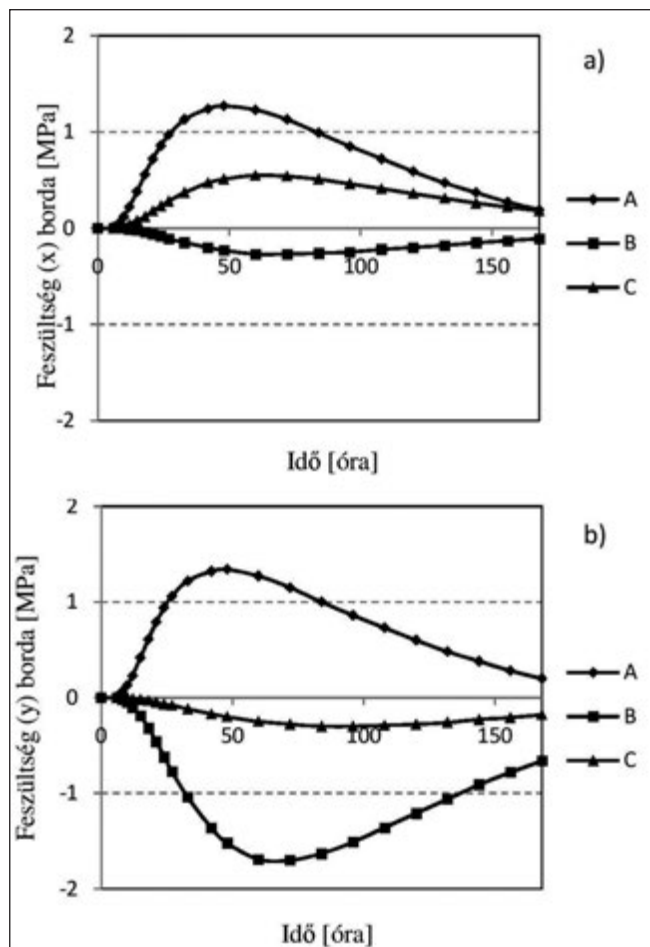 a)
Feszültség (x) borda [MPa]
2
1
0
-1
-2
0
50
100
150
Idő [óra]
A
B
C
b)
Feszültség (y) borda [MPa]
2
1
0
-1
-2
0
50
100
150
Idő [óra]
A
B
C